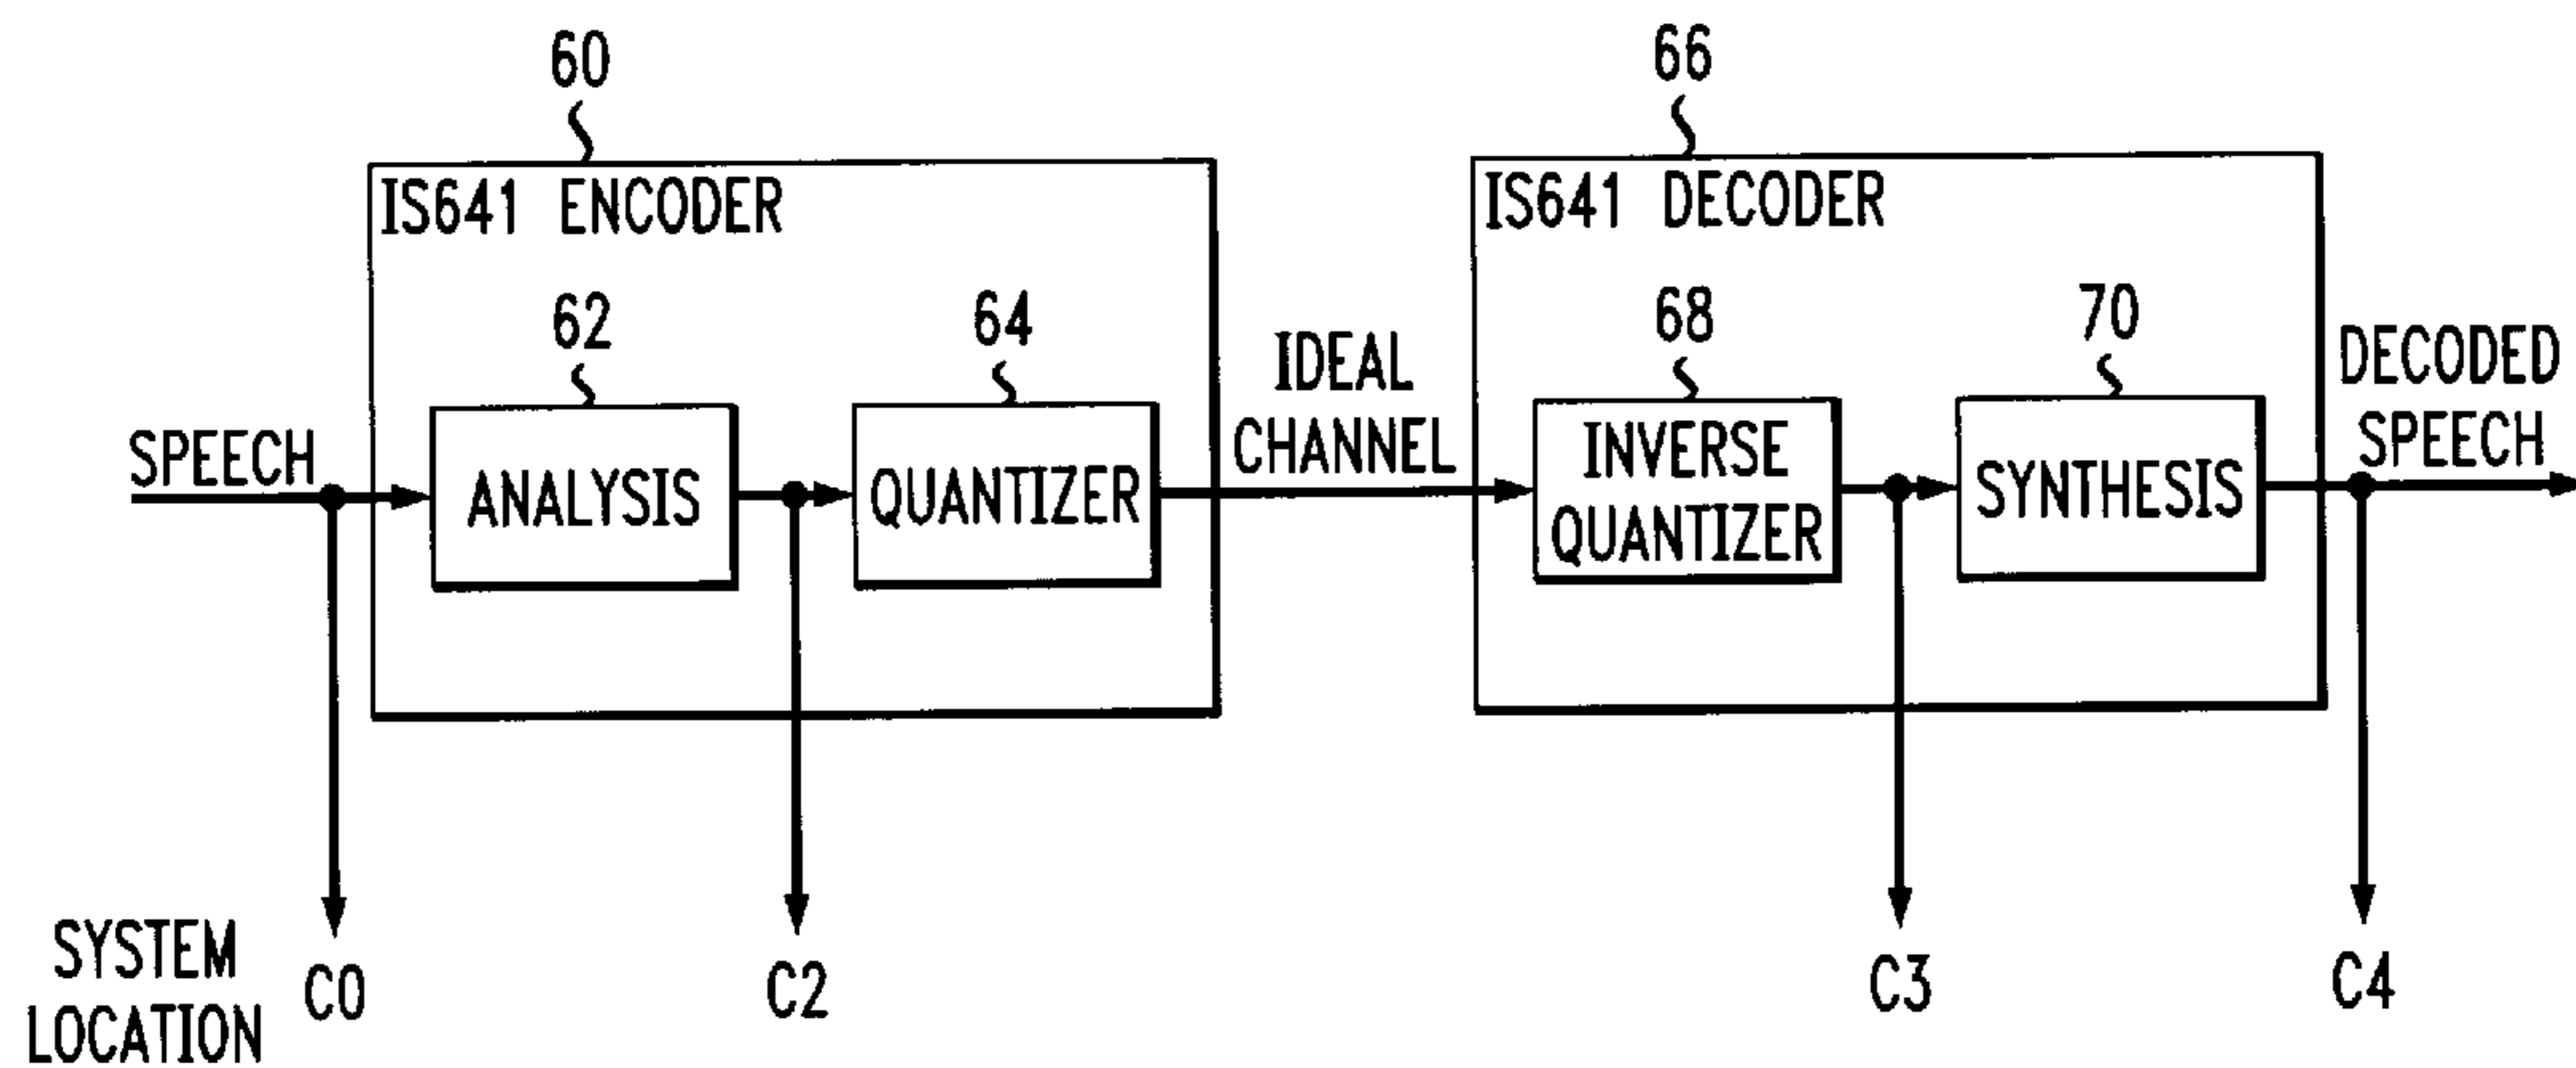 60
66
IS641 ENCODER
IS641 DECODER
62
64
68
70
SPEECH
ANALYSIS
QUANTIZER
IDEAL
CHANNEL
INVERSE
QUANTIZER
SYNTHESIS
DECODED
SPEECH
SYSTEM
LOCATION
C0
C2
C3
C4